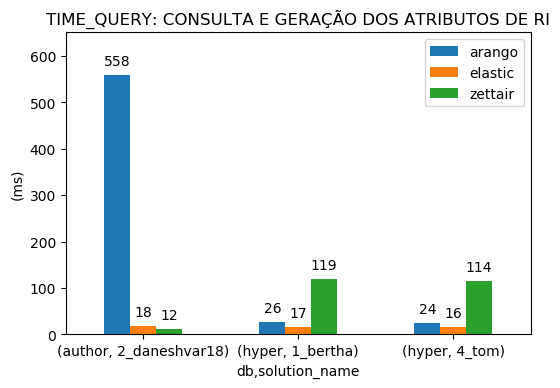 TIME_QUERY: CONSULTA E GERAÇÃO DOS ATRIBUTOS DE RI
arango
elastic
zettair
600
500
400
300
200
100
0
(ms)
558
18
12
26
17
119
24
16
114
(author, 2_daneshvar18)
(hyper, 1_bertha)
(hyper, 4_tom)
db,solution_name